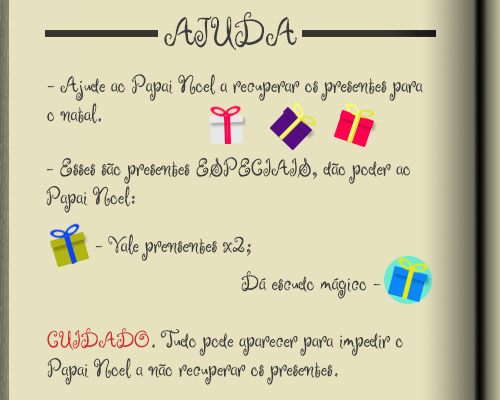 AJUDA
- Ajude ao Papai Noel a recuperar os presentes para
o natal.
- Esses são presentes ESPECIAIS, dão poder ao
Papai Noel:
- Vale prensentes x2;
Dá escudo mágico -
CUIDADO. Tudo pode aparecer para impedir o
Papai Noel a não recuperar os presentes.